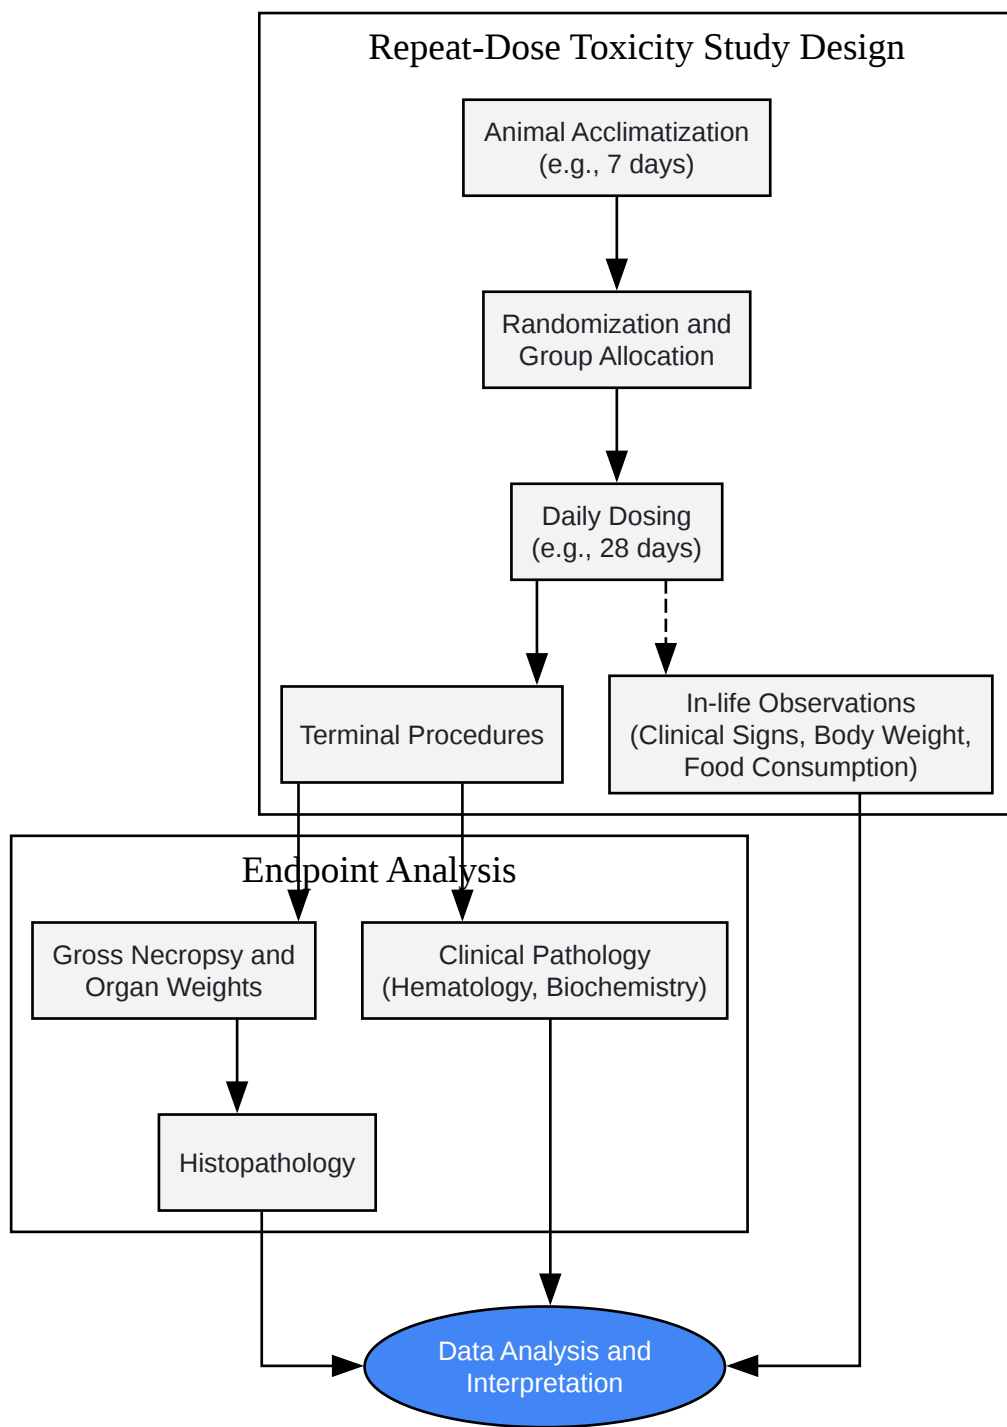 Repeat-Dose Toxicity Study Design
Animal Acclimatization
(e.g., 7 days)
Randomization and
Group Allocation
Daily Dosing
(e.g., 28 days)
Terminal Procedures
In-life Observations
(Clinical Signs, Body Weight,
Food Consumption)
Endpoint Analysis
Gross Necropsy and
Organ Weights
Clinical Pathology
(Hematology, Biochemistry)
Histopathology
Data Analysis and
Interpretation